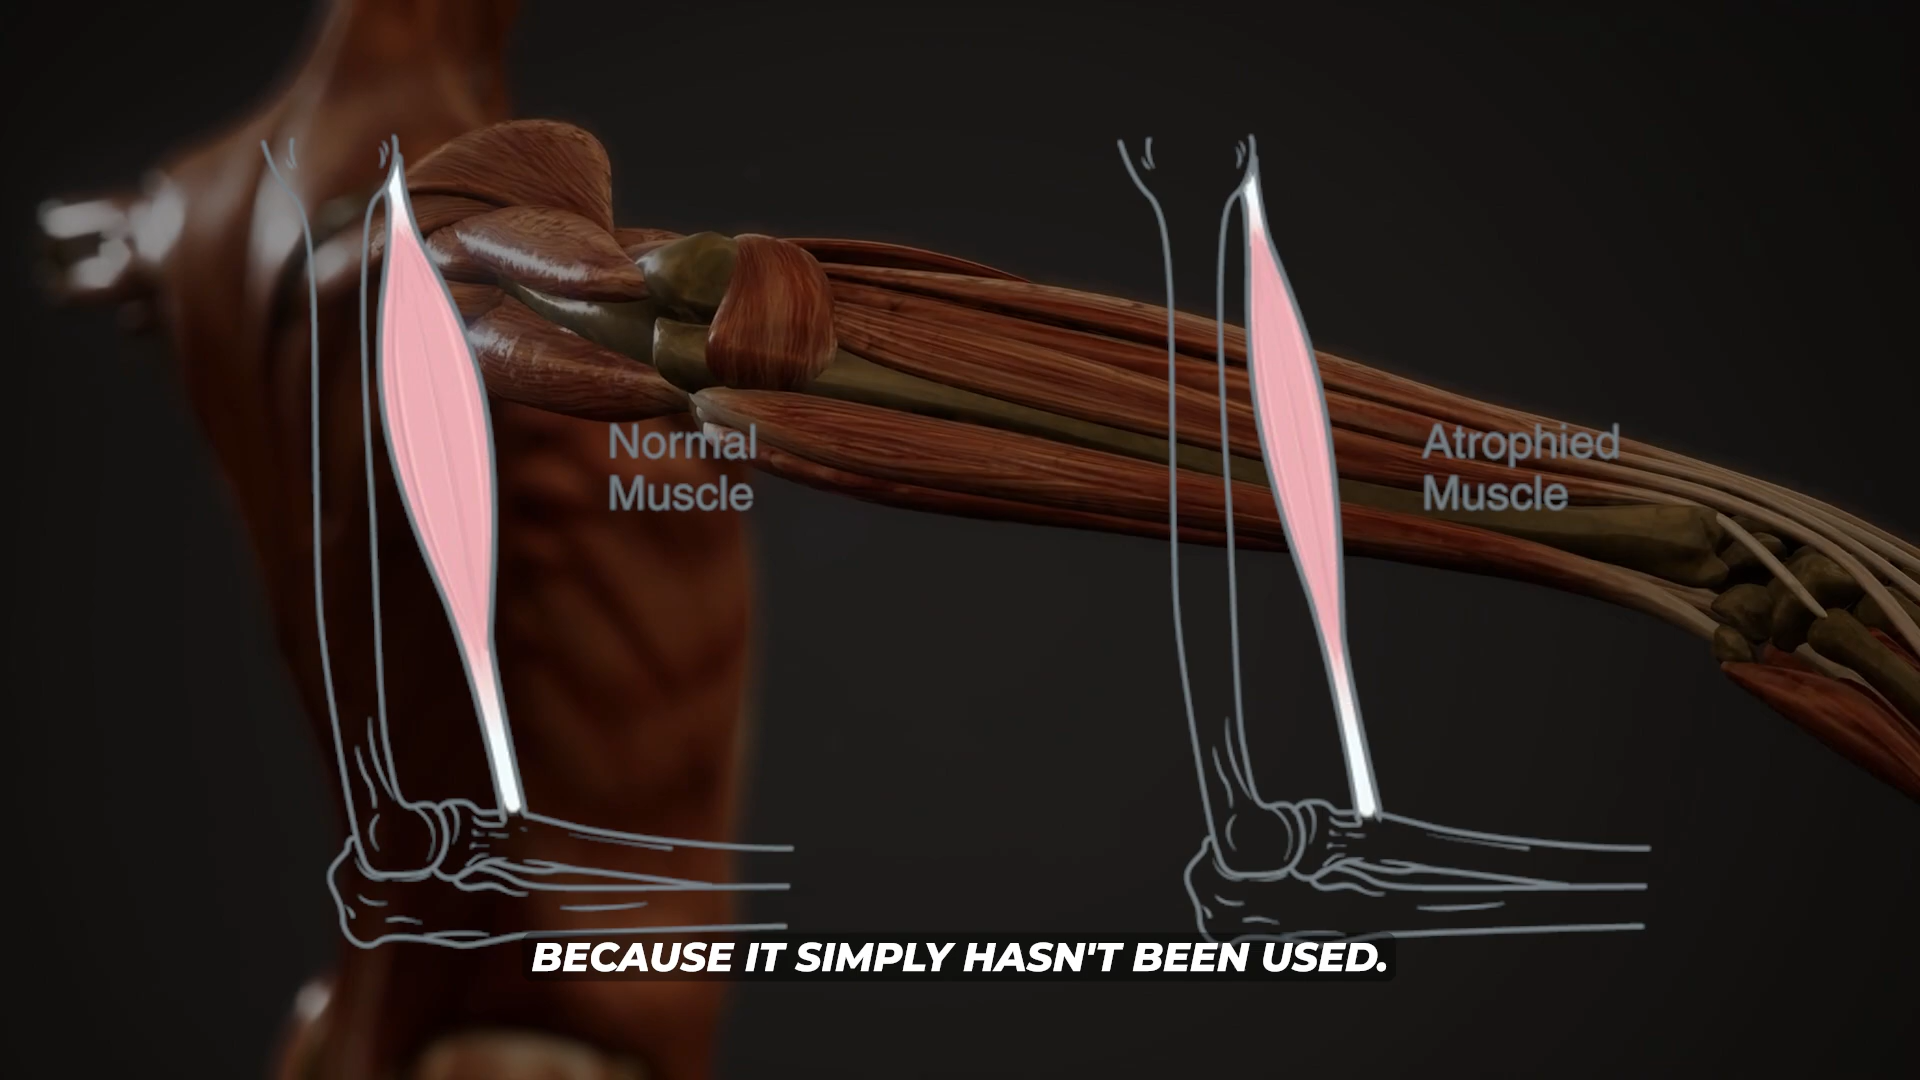 Normal
Muscle
Atrophied
Muscle
BECAUSE IT SIMPLY HASN'T BEEN USED.